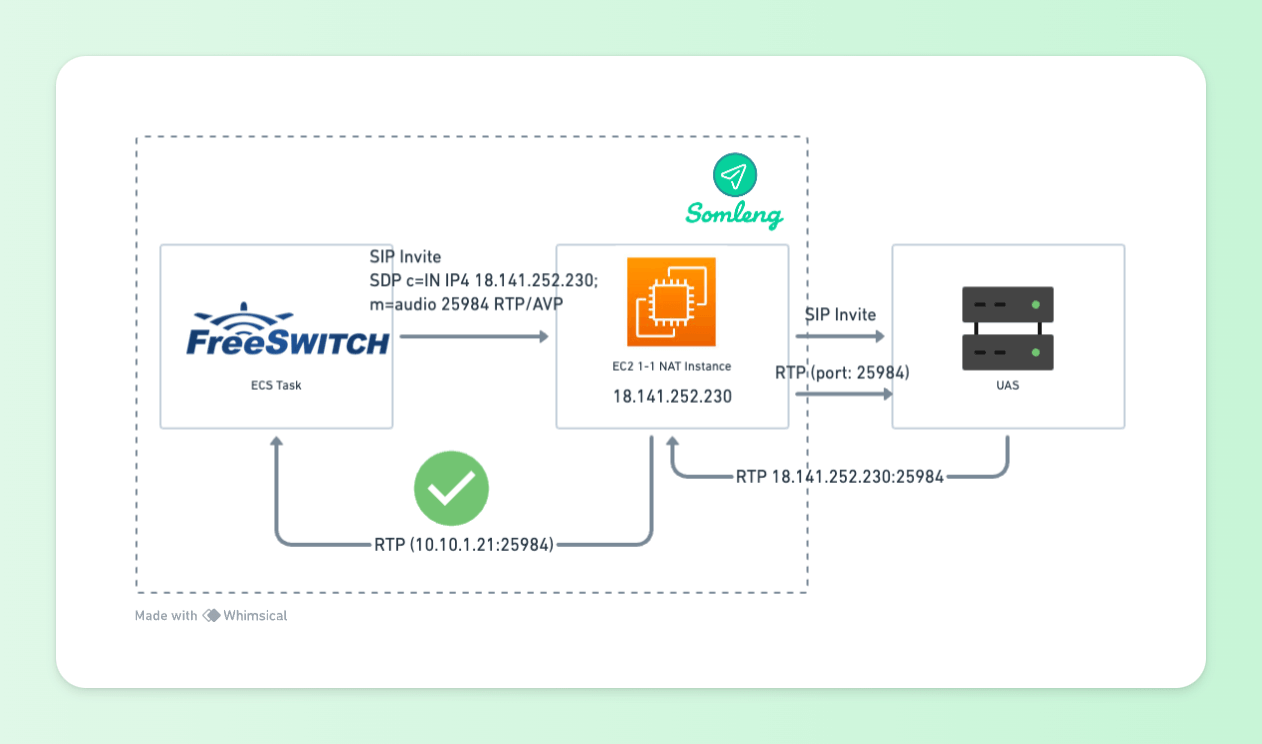 Somleng
SIP Invite
SDP c=IN IP4 18.141.252.230;
m=audio 25984 RTP/AVP
FreeSWITCH
ECS Task
EC2 1-1 NAT Instance
18.141.252.230
SIP Invite
RTP (port: 25984)
UAS
RTP 18.141.252.230:25984
RTP (10.10.1.21:25984)
Made with Whimsical